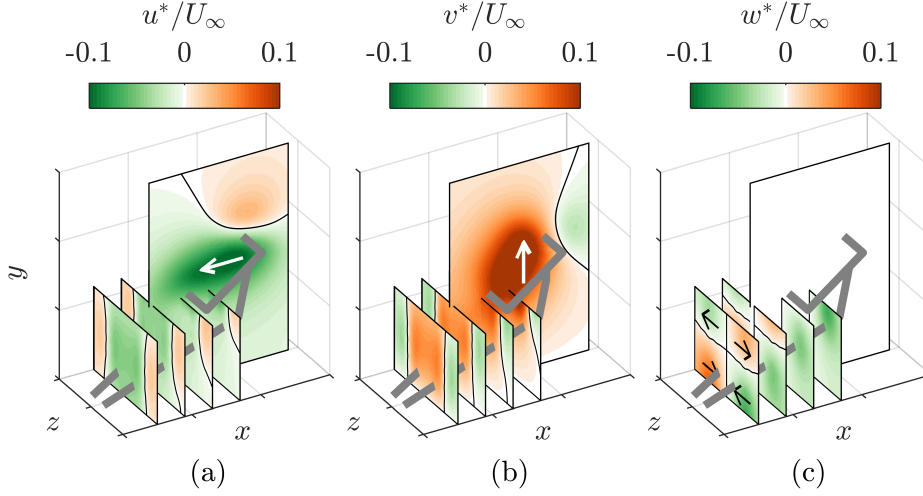 u*/U∞ v*/U∞ w*/U∞
-0.1 0 0.1 -0.1 0 0.1 -0.1 0 0.1
y
z x z x z x
(a) (b) (c)